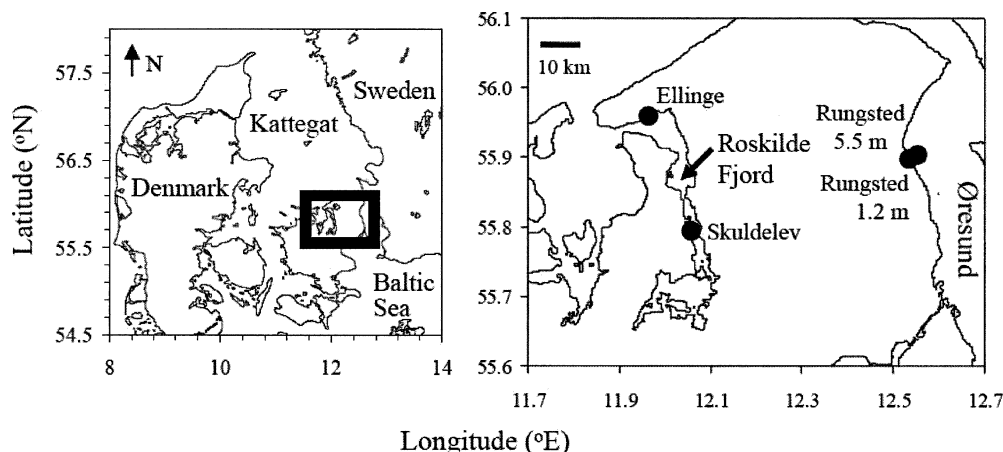 Latitude (°N)
57.5
56.5
55.5
54.5
8
10
12
14
N
Sweden
Kattegat
Denmark
Baltic
Sea
56.1
56.0
55.9
55.8
55.7
55.6
11.7
11.9
12.1
12.3
12.5
12.7
10 km
Ellinge
Roskilde
Fjord
Skuldelev
Rungsted
5.5 m
Rungsted
1.2 m
Øresund
Longitude (°E)